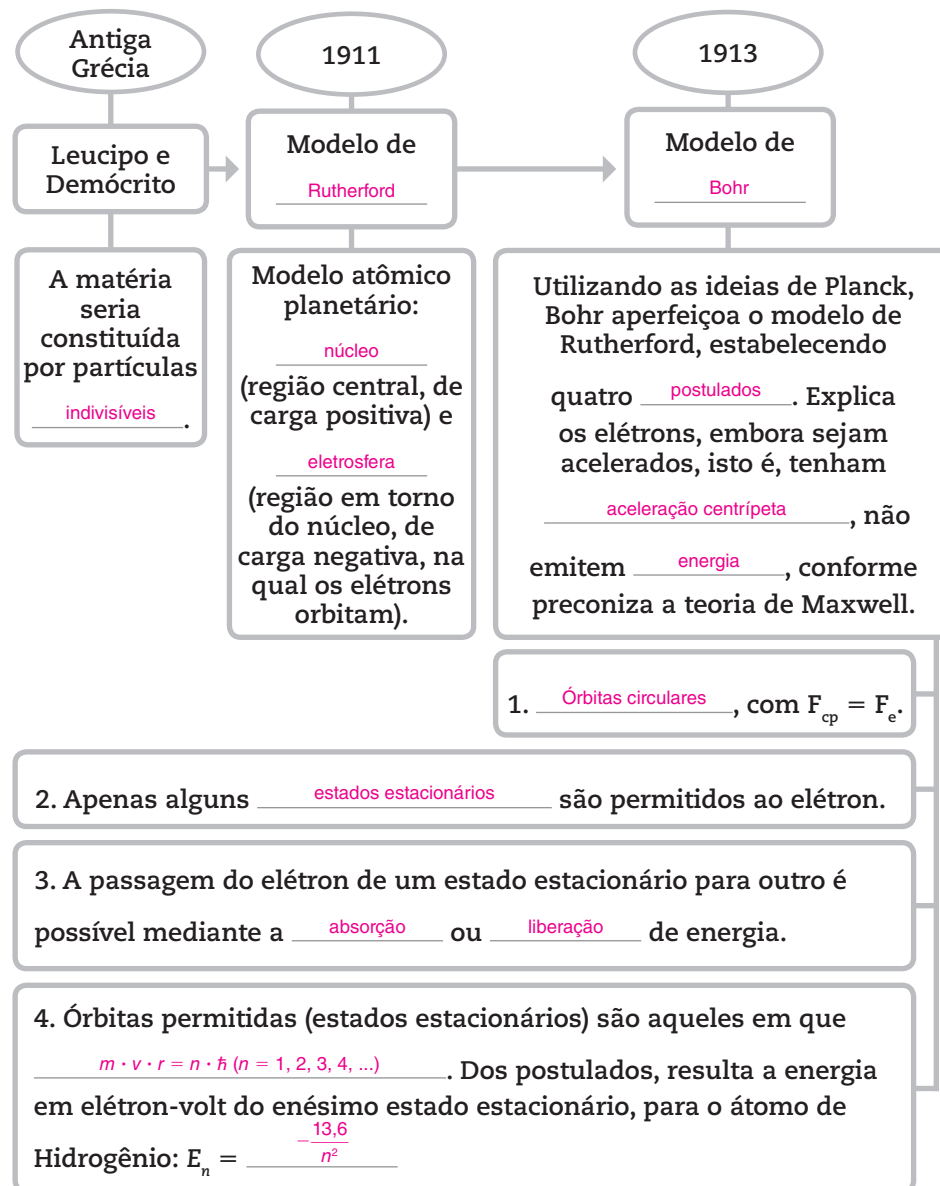 Antiga
Grécia
1911
1913
Leucipo e
Demócrito
Modelo de
Rutherford
Modelo de
Bohr
A matéria
seria
constituída
por partículas
indivisíveis.
Modelo atômico
planetário:
núcleo
(região central, de
carga positiva) e
eletrosfera
(região em torno
do núcleo, de
carga negativa, na
qual os elétrons
orbitam).
Utilizando as ideias de Planck,
Bohr aperfeiçoa o modelo de
Rutherford, estabelecendo
quatro postulados. Explica
os elétrons, embora sejam
acelerados, isto é, tenham
aceleração centrípeta, não
emitem energia, conforme
preconiza a teoria de Maxwell.
1. Órbitas circulares, com F_cp = F_e.
2. Apenas alguns estados estacionários são permitidos ao elétron.
3. A passagem do elétron de um estado estacionário para outro é
possível mediante a absorção ou liberação de energia.
4. Órbitas permitidas (estados estacionários) são aqueles em que
m · v · r = n · ℏ (n = 1, 2, 3, 4, ...). Dos postulados, resulta a energia
em elétron-volt do enésimo estado estacionário, para o átomo de
Hidrogênio: E_n = −13,6/n²